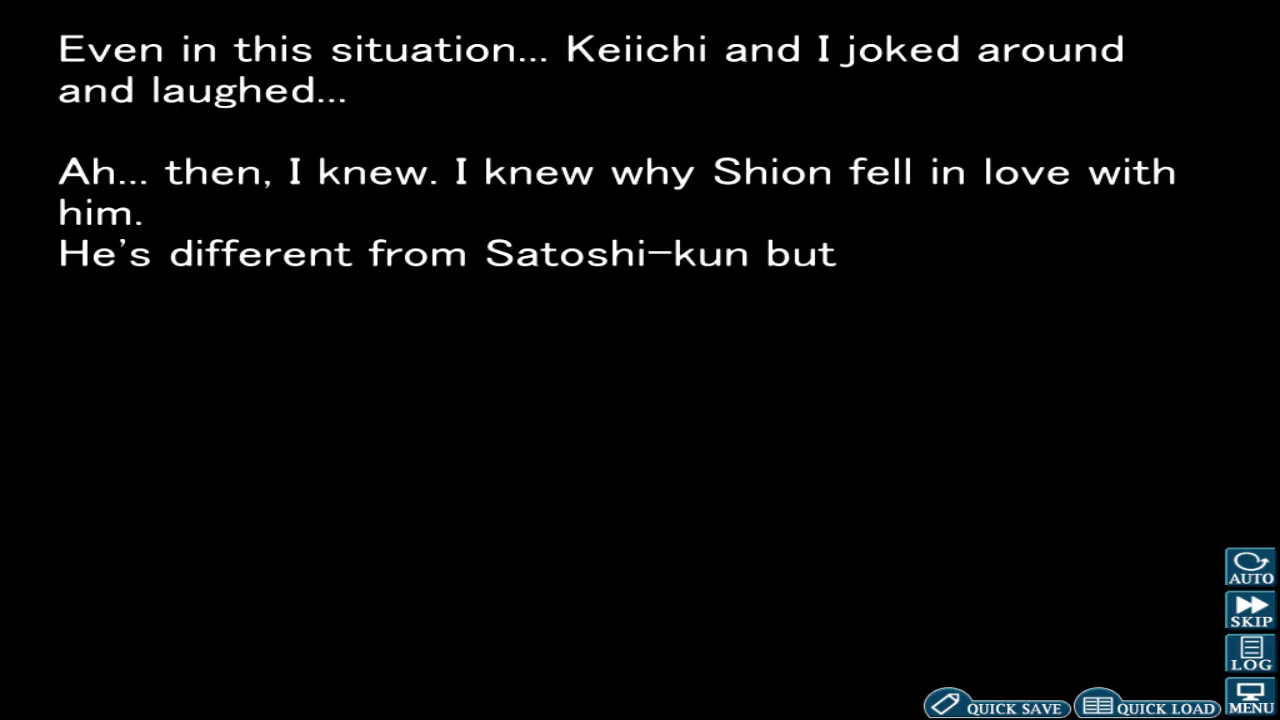 Even in this situation... Keiichi and I joked around
and laughed...
Ah... then, I knew. I knew why Shion fell in love with
him.
He's different from Satoshi-kun but
AUTO
SKIP
LOG
MENU
QUICK SAVE
QUICK LOAD